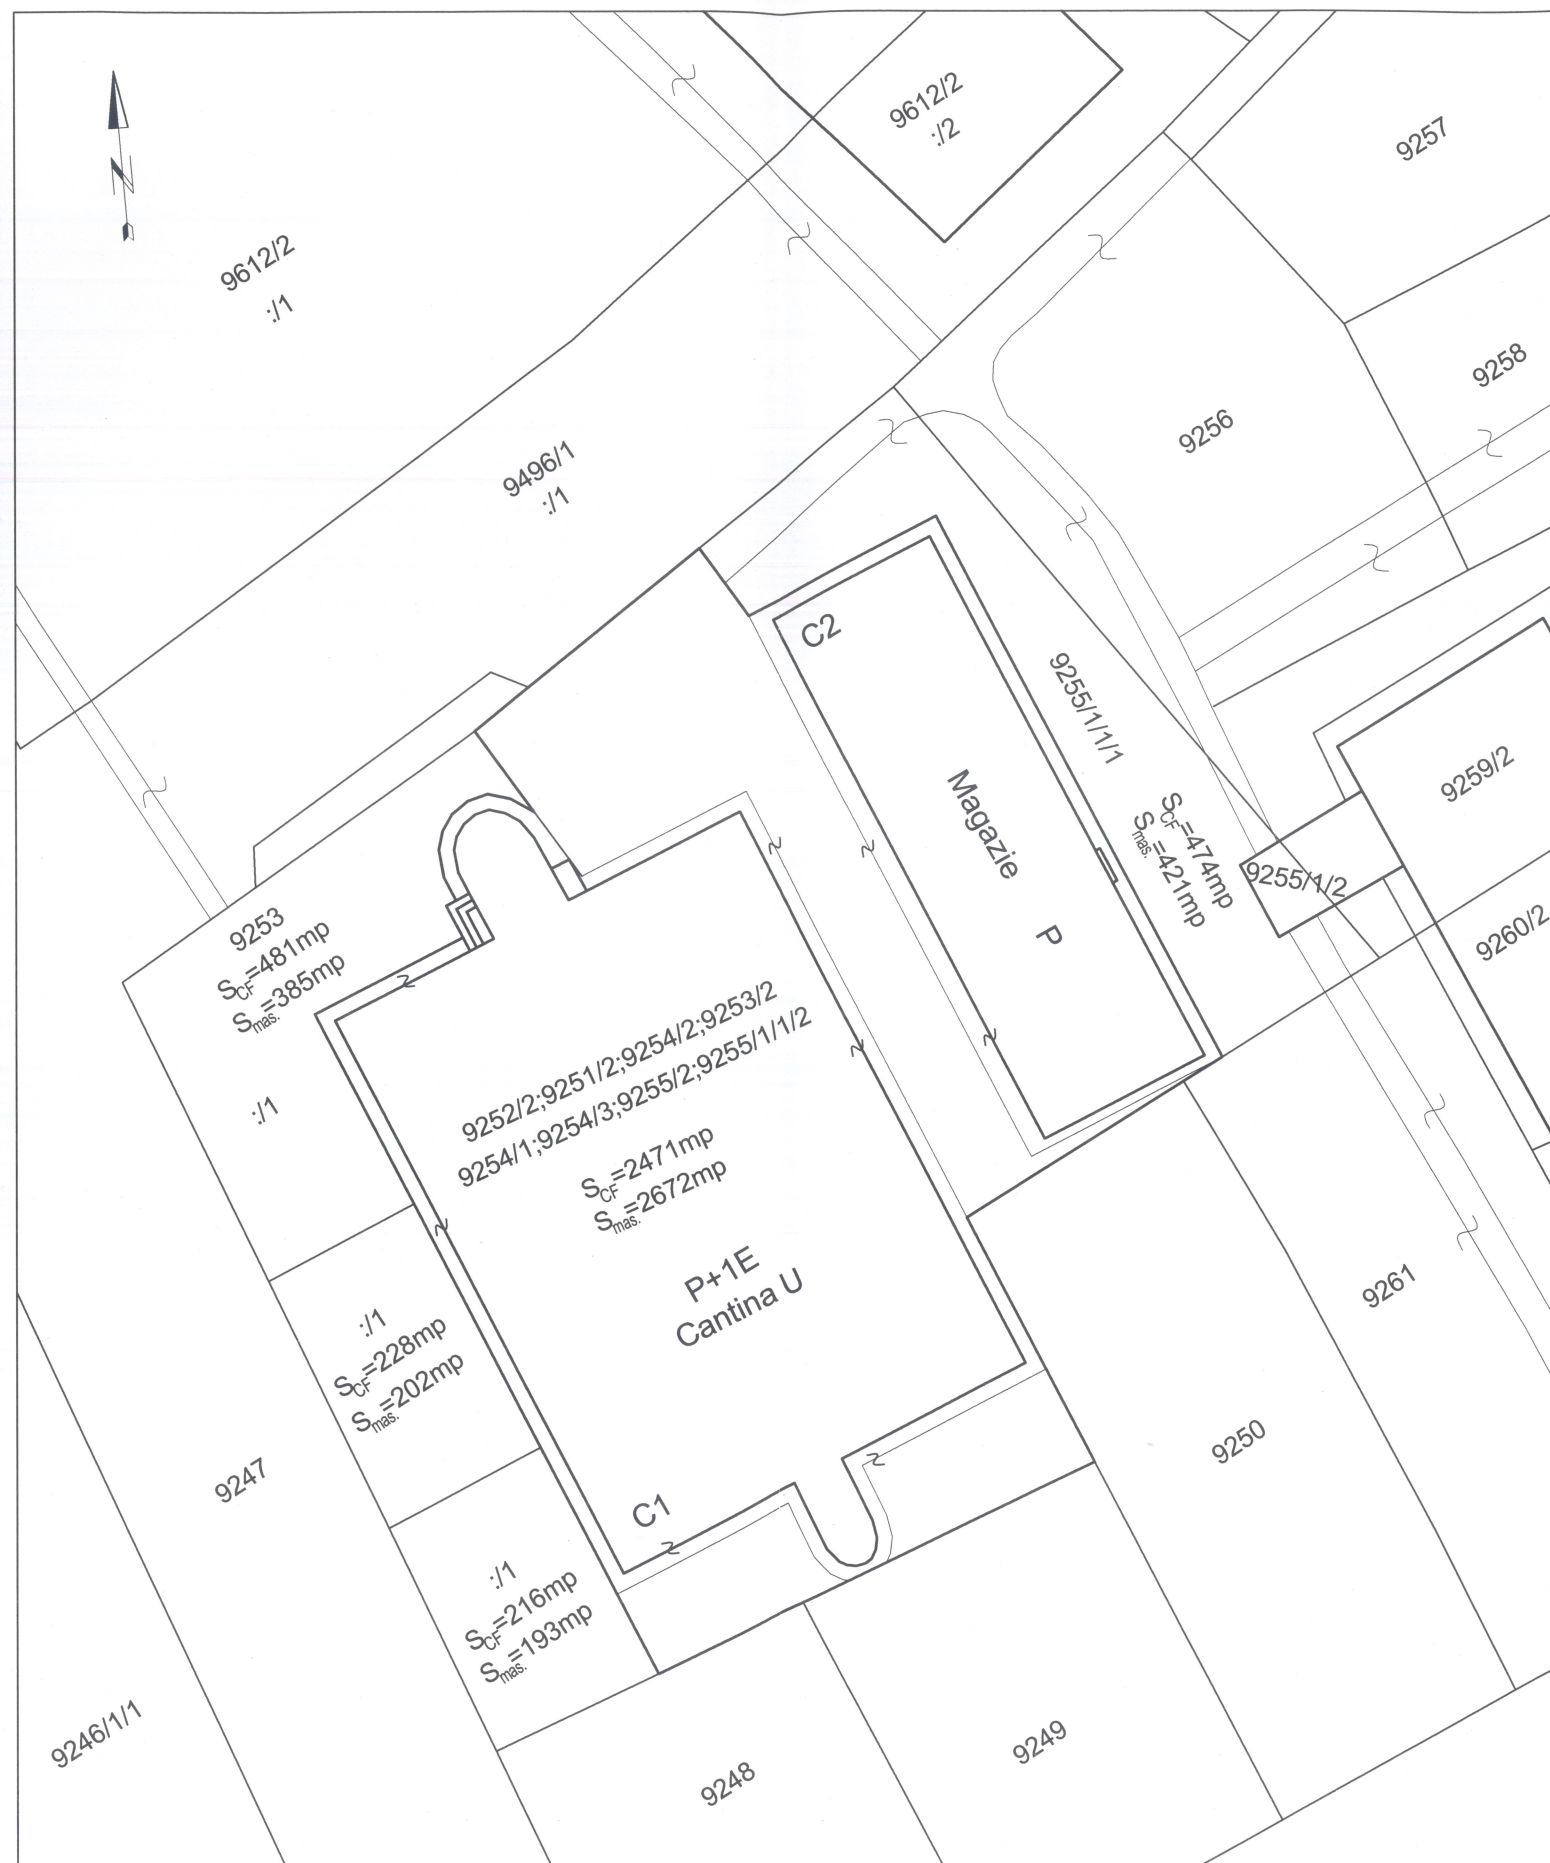 N
9612/2
:/2
9257
9612/2
:/1
9258
9256
9496/1
:/1
C2
9255/1/1/1
Magazie
P
SCF=474mp
Smas.=421mp
9259/2
9255/1/2
9260/2
9253
SCF=481mp
Smas.=385mp
:/1
9252/2;9251/2;9254/2;9253/2
9254/1;9254/3;9255/2;9255/1/1/2
SCF=2471mp
Smas.=2672mp
P+1E
Cantina U
C1
:/1
SCF=228mp
Smas.=202mp
9261
9250
9247
:/1
SCF=216mp
Smas.=193mp
9246/1/1
9249
9248